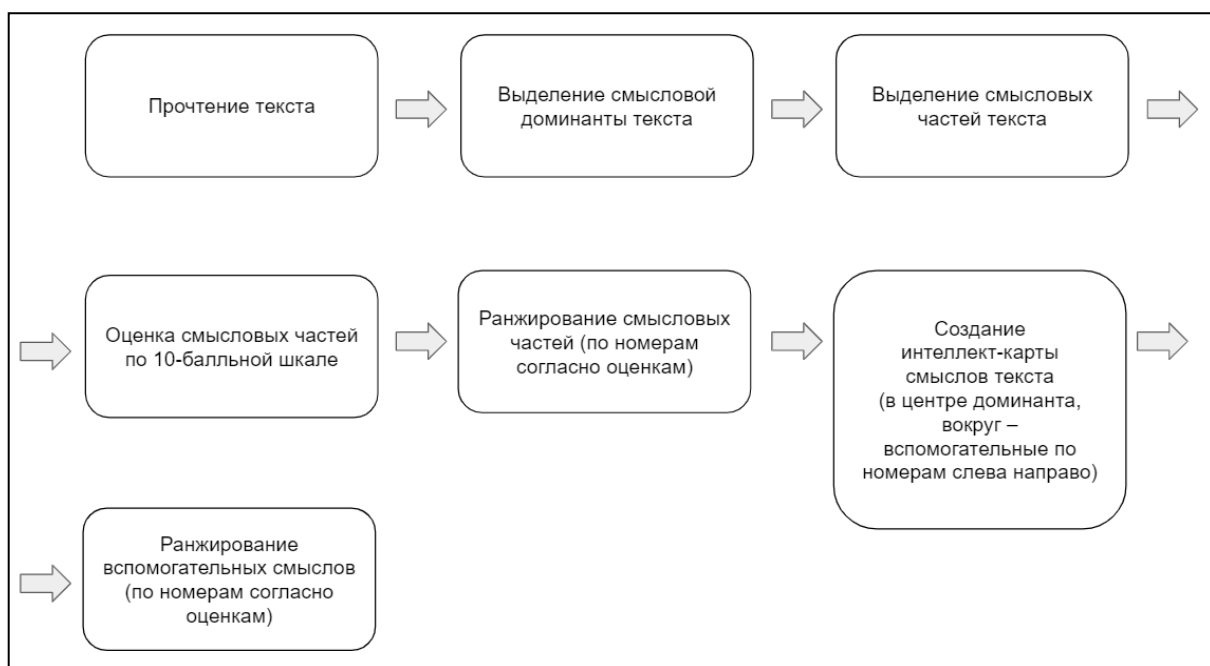 Прочтение текста
Выделение смысловой
доминанты текста
Выделение смысловых
частей текста
Оценка смысловых частей
по 10-балльной шкале
Ранжирование смысловых
частей (по номерам
согласно оценкам)
Создание
интеллект-карты
смыслов текста
(в центре доминанта,
вокруг –
вспомогательные по
номерам слева направо)
Ранжирование
вспомогательных смыслов
(по номерам согласно
оценкам)